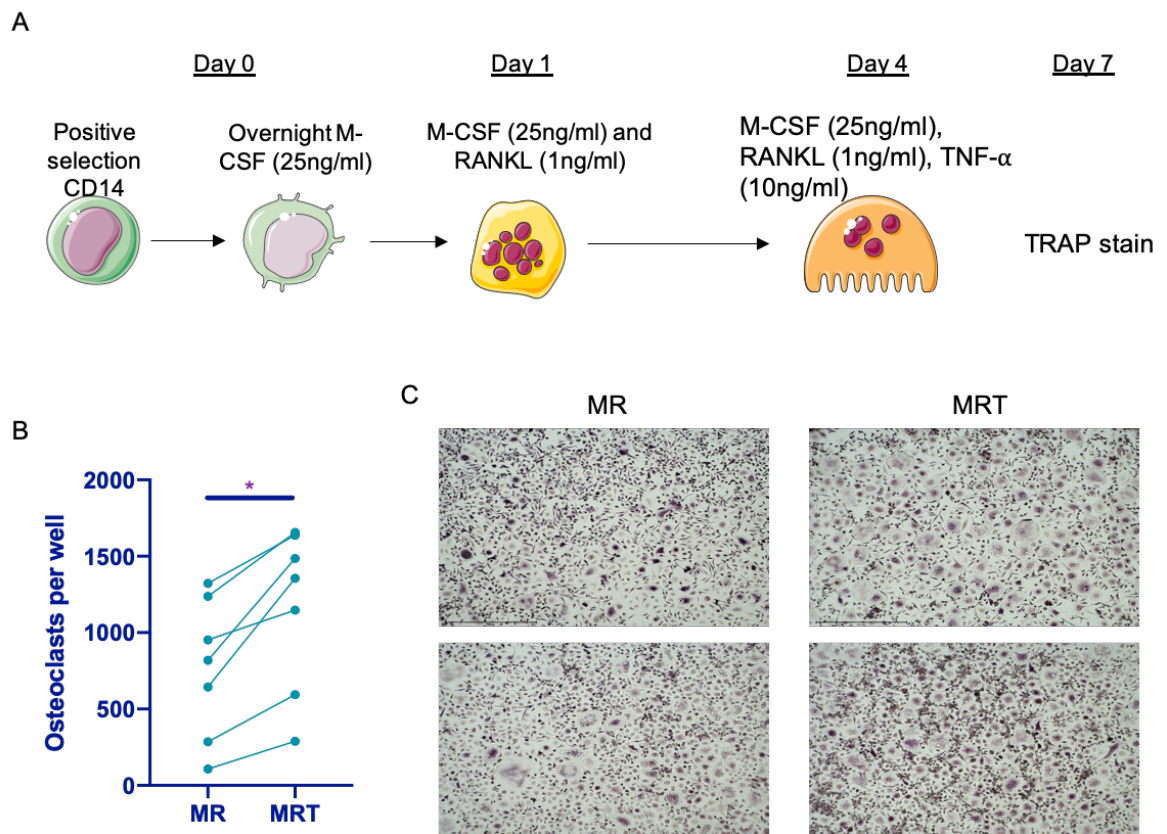 A
Day 0
Day 1
Day 4
Day 7
Positive
selection
CD14
Overnight M-
CSF (25ng/ml)
M-CSF (25ng/ml) and
RANKL (1ng/ml)
M-CSF (25ng/ml),
RANKL (1ng/ml), TNF-α
(10ng/ml)
TRAP stain
B
2000
1500
1000
500
0
Osteoclasts per well
*
MR
MRT
C
MR
MRT